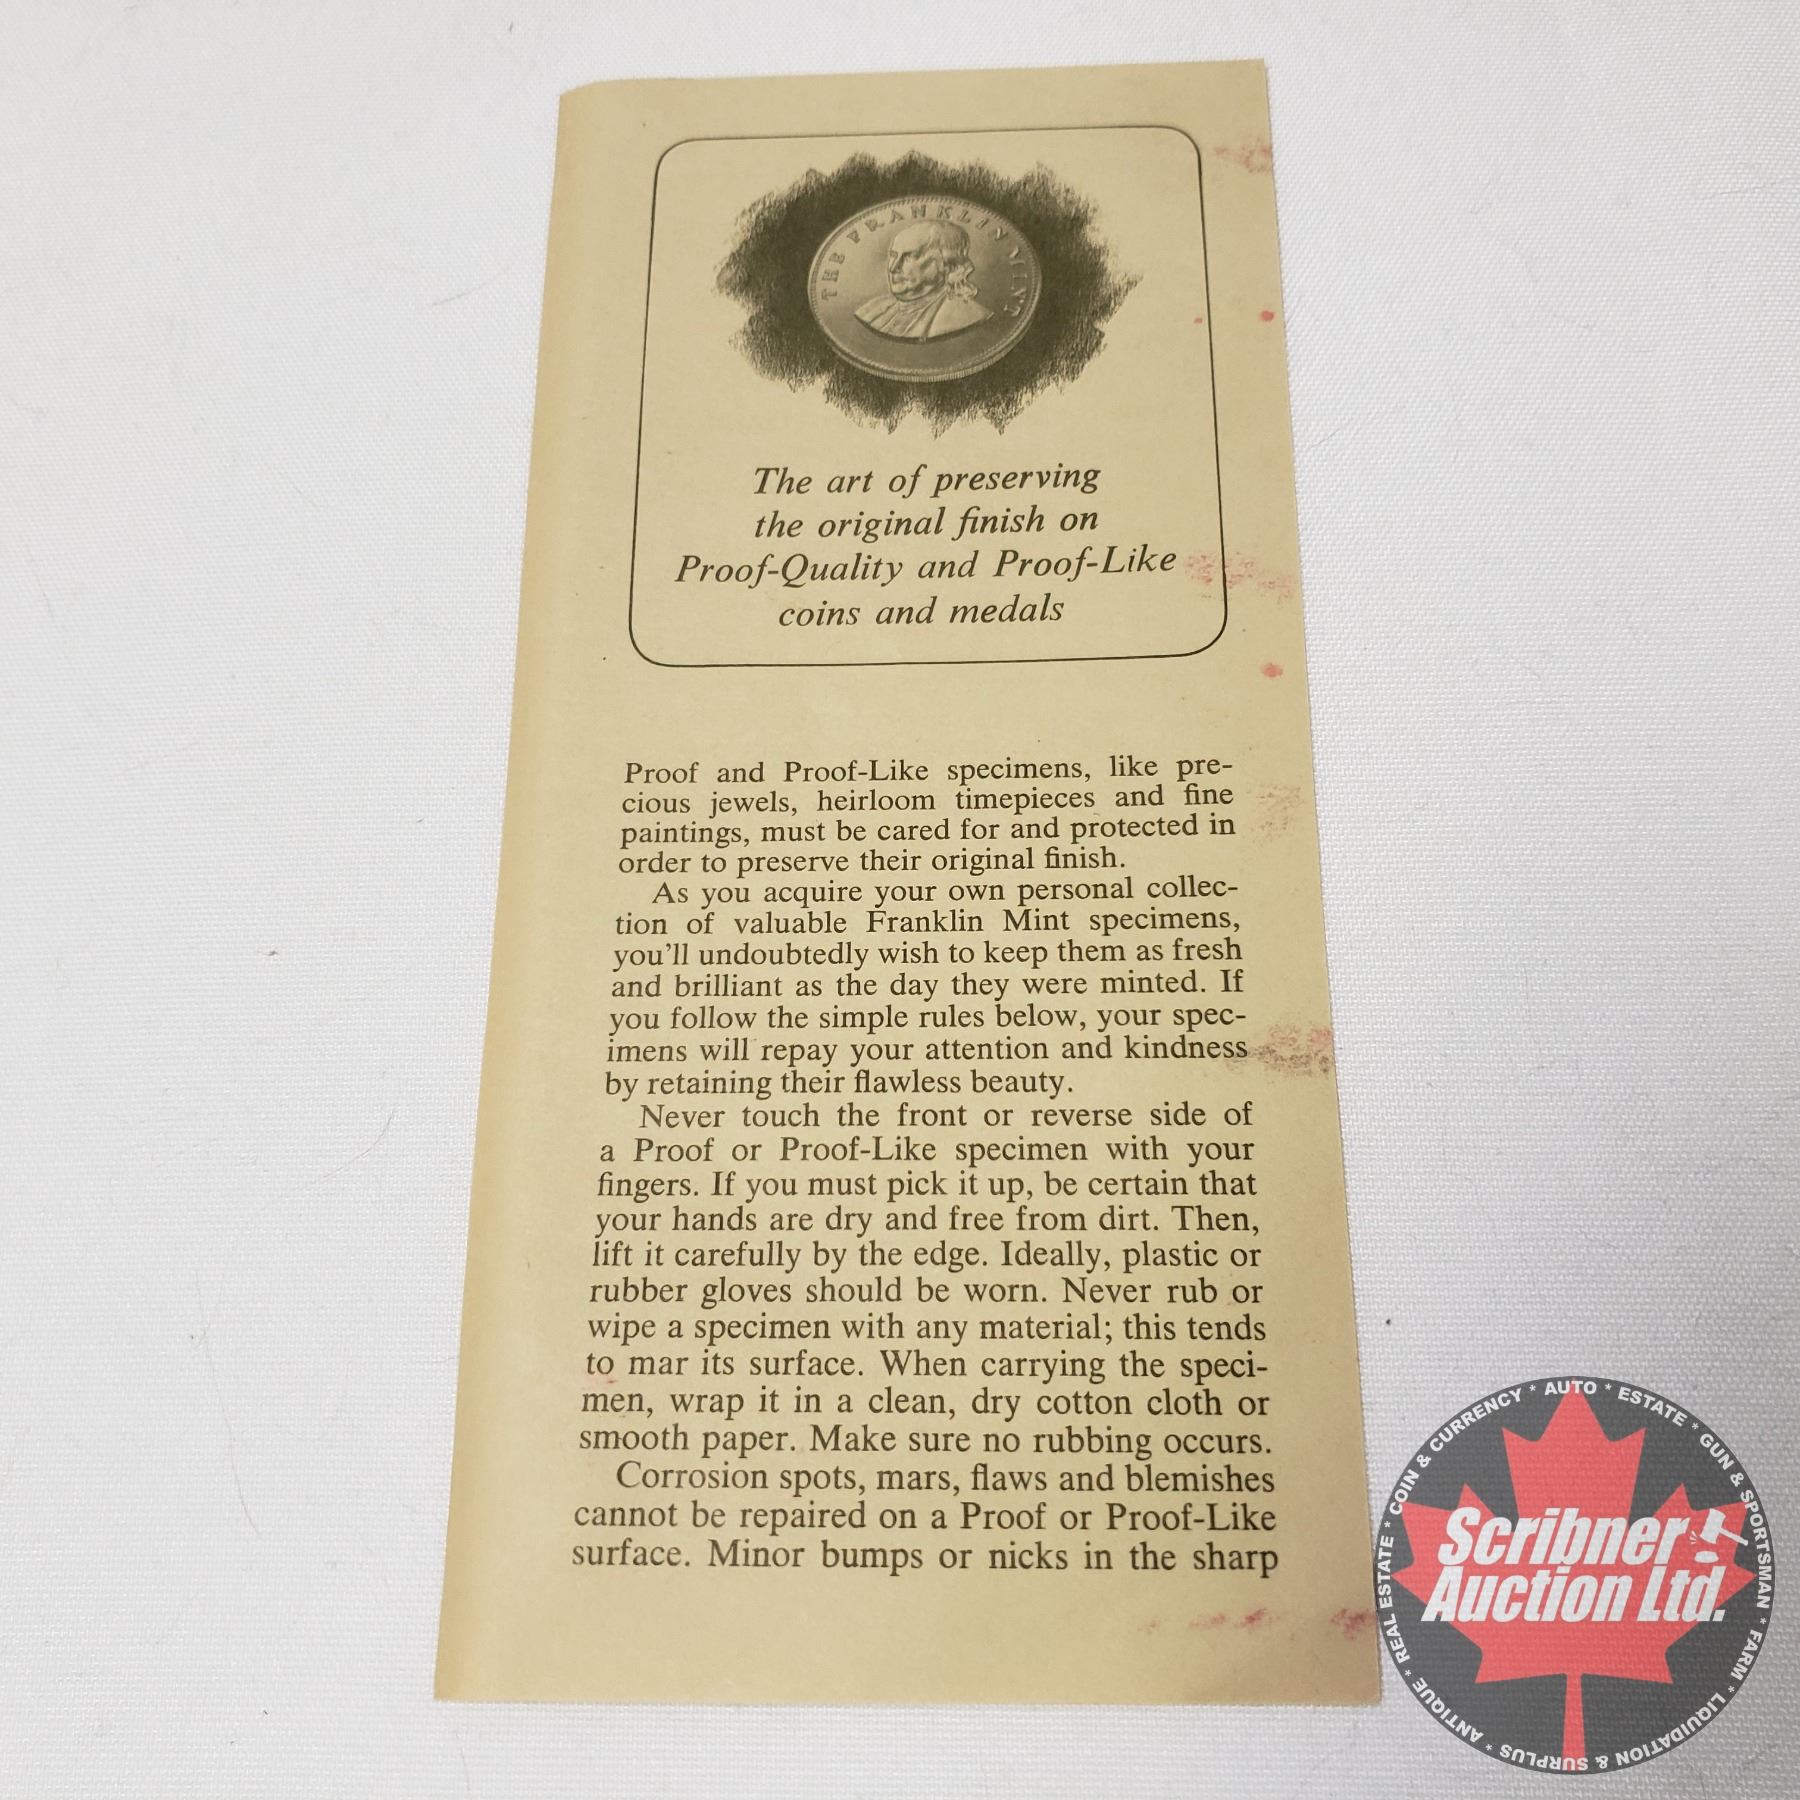 THE FRANKLIN MINT
The art of preserving
the original finish on
Proof-Quality and Proof-Like
coins and medals
Proof and Proof-Like specimens, like pre-
cious jewels, heirloom timepieces and fine
paintings, must be cared for and protected in
order to preserve their original finish.
As you acquire your own personal collec-
tion of valuable Franklin Mint specimens,
you'll undoubtedly wish to keep them as fresh
and brilliant as the day they were minted. If
you follow the simple rules below, your spec-
imens will repay your attention and kindness
by retaining their flawless beauty.
Never touch the front or reverse side of
a Proof or Proof-Like specimen with your
fingers. If you must pick it up, be certain that
your hands are dry and free from dirt. Then,
lift it carefully by the edge. Ideally, plastic or
rubber gloves should be worn. Never rub or
wipe a specimen with any material; this tends
to mar its surface. When carrying the speci-
men, wrap it in a clean, dry cotton cloth or
smooth paper. Make sure no rubbing occurs.
Corrosion spots, mars, flaws and blemishes
cannot be repaired on a Proof or Proof-Like
surface. Minor bumps or nicks in the sharp
* COIN & CURRENCY * AUTO * ESTATE * GUN & SPORTSMAN * FARM * LIQUIDATION & SURPLUS * ANTIQUE * REAL ESTATE
Scribner
Auction Ltd.